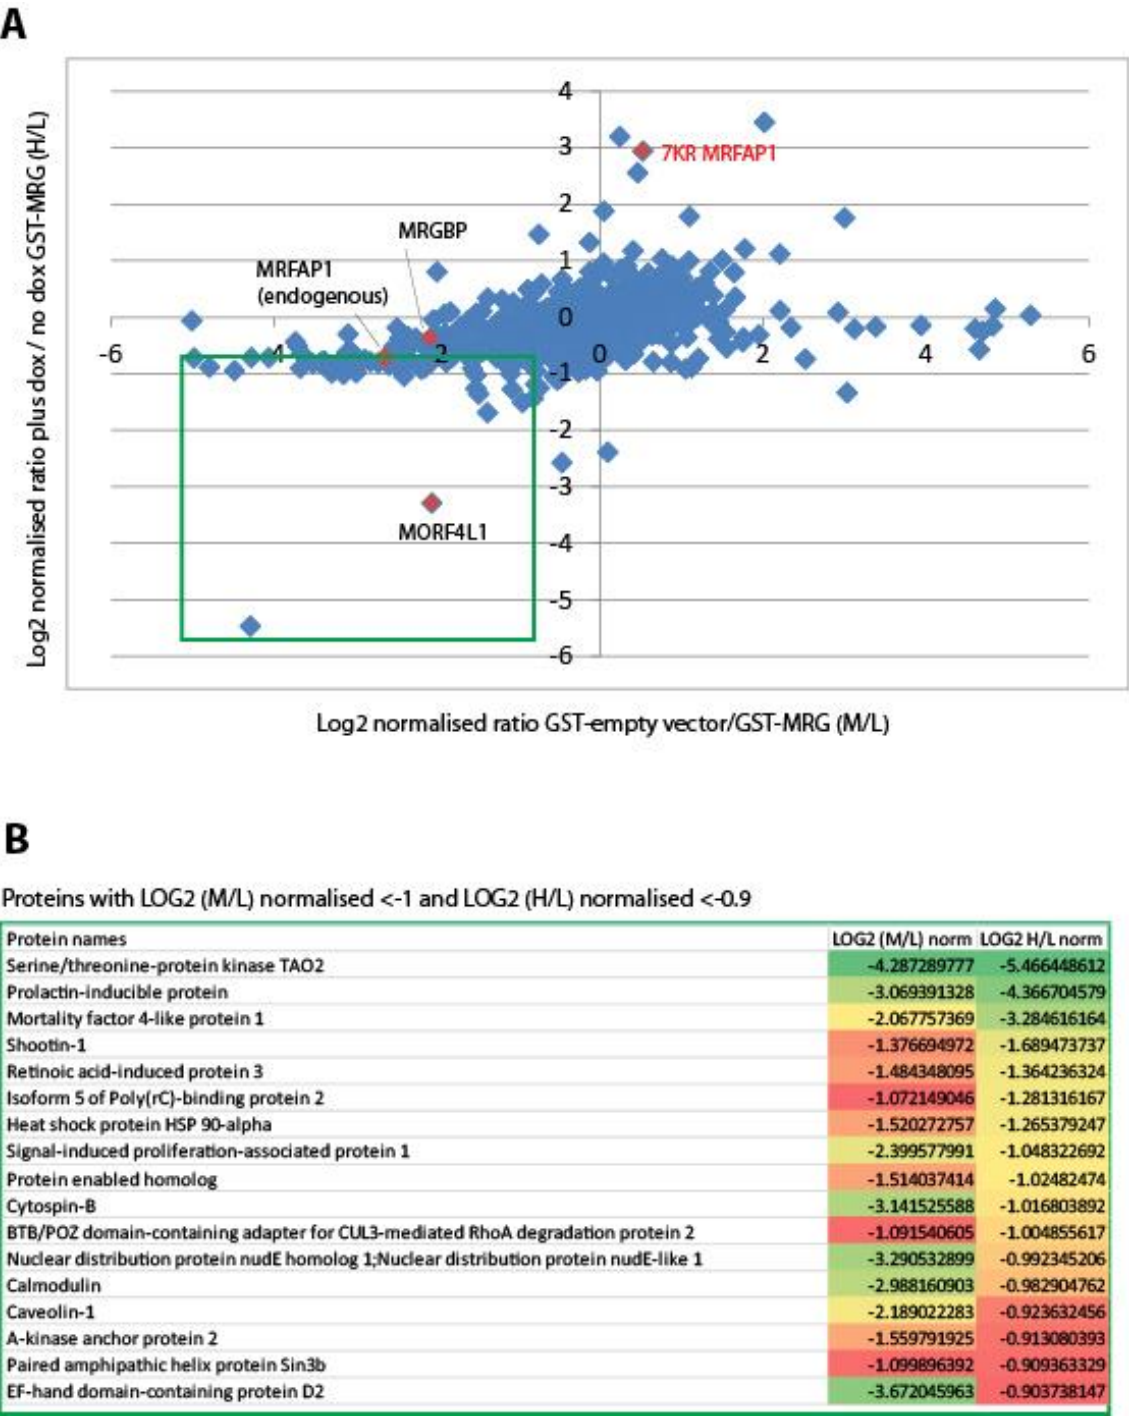 A
Log2 normalised ratio plus dox / no dox GST-MRG (H/L)
4
3
7KR MRFAP1
2
MRGBP
1
MRFAP1
(endogenous)
0
-6
4
2
0
2
4
6
-1
-2
-3
MORF4L1
-4
-5
-6
Log2 normalised ratio GST-empty vector/GST-MRG (M/L)
B
Proteins with LOG2 (M/L) normalised <-1 and LOG2 (H/L) normalised <-0.9
Protein names LOG2 (M/L) norm LOG2 H/L norm
Serine/threonine-protein kinase TAO2 -4.287289777 -5.466448612
Prolactin-inducible protein -3.069391328 -4.366704579
Mortality factor 4-like protein 1 -2.067757369 -3.284616164
Shootin-1 -1.376694972 -1.689473737
Retinoic acid-induced protein 3 -1.484348095 -1.364236324
Isoform 5 of Poly(rC)-binding protein 2 -1.072149046 -1.281316167
Heat shock protein HSP 90-alpha -1.520272757 -1.265379247
Signal-induced proliferation-associated protein 1 -2.399577991 -1.048322692
Protein enabled homolog -1.514037414 -1.02482474
Cytospin-B -3.141525588 -1.016803892
BTB/POZ domain-containing adapter for CUL3-mediated RhoA degradation protein 2 -1.091540605 -1.004855617
Nuclear distribution protein nudE homolog 1;Nuclear distribution protein nudE-like 1 -3.290532899 -0.992345206
Calmodulin -2.988160903 -0.982904762
Caveolin-1 -2.189022283 -0.923632456
A-kinase anchor protein 2 -1.559791925 -0.913080393
Paired amphipathic helix protein Sin3b -1.099896392 -0.909363329
EF-hand domain-containing protein D2 -3.672045963 -0.903738147